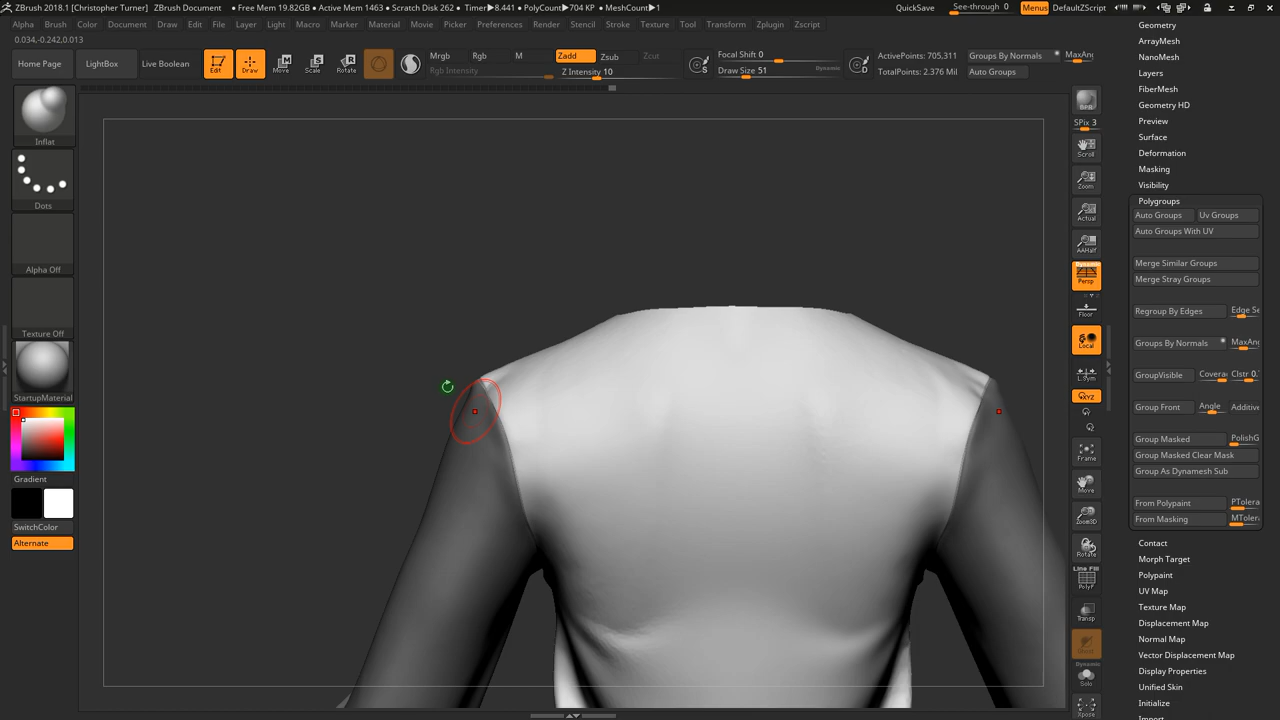 ZBrush 2018.1 [Christopher Turner] ZBrush Document • Free Mem 19.82GB • Active Mem 1463 • Scratch Disk 262 • Timer▶8.441 • PolyCount▶704 KP • MeshCount▶1
QuickSave See-through 0 Menus DefaultZScript
Alpha Brush Color Document Draw Edit File Layer Light Macro Marker Material Movie Picker Preferences Render Stencil Stroke Texture Tool Transform Zplugin Zscript
0.034,-0.242,0.013
Home Page LightBox Live Boolean
Edit Draw Move Scale Rotate
Mrgb Rgb M Zadd Zsub Zcut
Rgb Intensity Z Intensity 10
Focal Shift 0
Draw Size 51 Dynamic
ActivePoints: 705,311
TotalPoints: 2.376 Mil
Groups By Normals MaxAng
Auto Groups
Inflat
Dots
Alpha Off
Texture Off
StartupMaterial
Gradient
SwitchColor
Alternate
BPR
SPix 3
Scroll
Zoom
Actual
AAHalf
Dynamic
Persp
Floor
Local
L.Sym
XYZ
Frame
Move
Zoom3D
Rotate
Line Fill
PolyF
Transp
Dynamic
Solo
Xpose
Geometry
ArrayMesh
NanoMesh
Layers
FiberMesh
Geometry HD
Preview
Surface
Deformation
Masking
Visibility
Polygroups
Auto Groups Uv Groups
Auto Groups With UV
Merge Similar Groups
Merge Stray Groups
Regroup By Edges Edge Se
Groups By Normals MaxAng
GroupVisible Covera Clstr 0.
Group Front Angle Additive
Group Masked PolishG
Group Masked Clear Mask
Group As Dynamesh Sub
From Polypaint PTolera
From Masking MTolera
Contact
Morph Target
Polypaint
UV Map
Texture Map
Displacement Map
Normal Map
Vector Displacement Map
Display Properties
Unified Skin
Initialize
Import